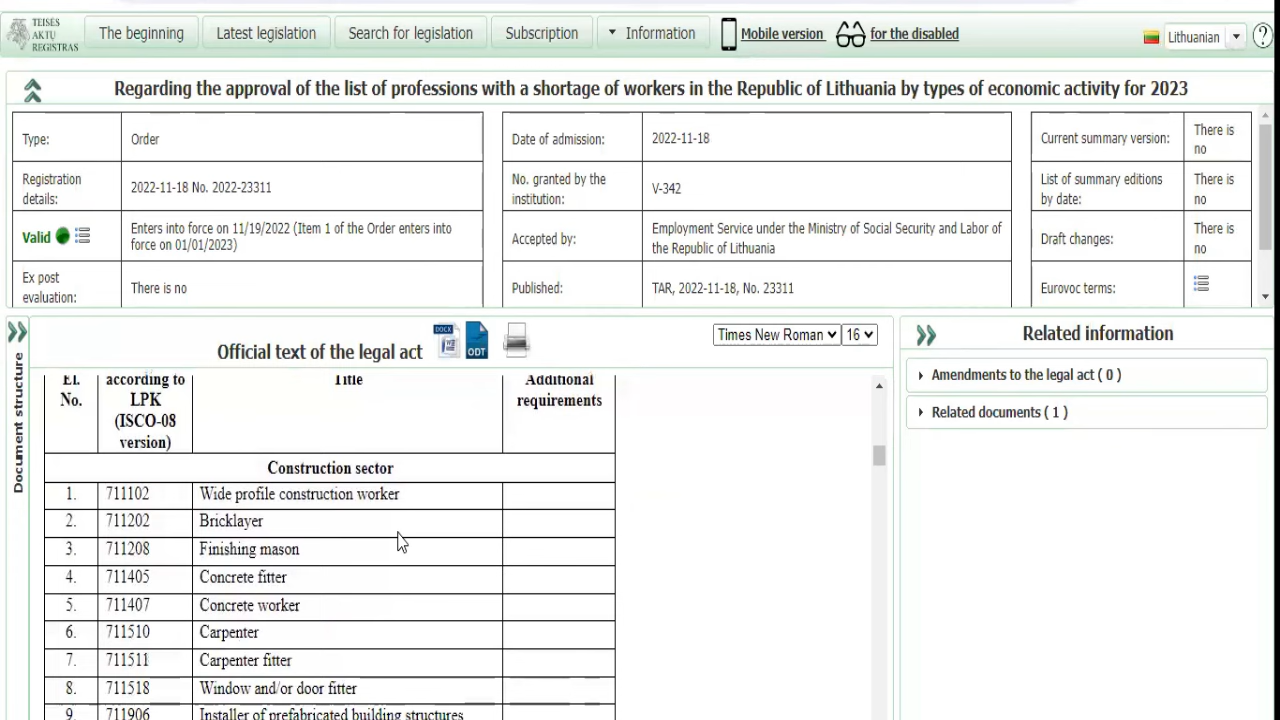 TEISĖS
AKTŲ
REGISTRAS
The beginning
Latest legislation
Search for legislation
Subscription
Information
Mobile version
for the disabled
Lithuanian
Regarding the approval of the list of professions with a shortage of workers in the Republic of Lithuania by types of economic activity for 2023
Type:
Order
Registration
details:
2022-11-18 No. 2022-23311
Valid
Enters into force on 11/19/2022 (Item 1 of the Order enters into
force on 01/01/2023)
Ex post
evaluation:
There is no
Date of admission:
2022-11-18
No. granted by the
institution:
V-342
Accepted by:
Employment Service under the Ministry of Social Security and Labor of
the Republic of Lithuania
Published:
TAR, 2022-11-18, No. 23311
Current summary version:
There is
no
List of summary editions
by date:
There is
no
Draft changes:
There is
no
Eurovoc terms:
Document structure
Official text of the legal act
DOCX
ODT
Times New Roman
16
El.
No.
according to
LPK
(ISCO-08
version)
Title
Additional
requirements
Construction sector
1. 711102 Wide profile construction worker
2. 711202 Bricklayer
3. 711208 Finishing mason
4. 711405 Concrete fitter
5. 711407 Concrete worker
6. 711510 Carpenter
7. 711511 Carpenter fitter
8. 711518 Window and/or door fitter
9. 711906 Installer of prefabricated building structures
Related information
Amendments to the legal act ( 0 )
Related documents ( 1 )